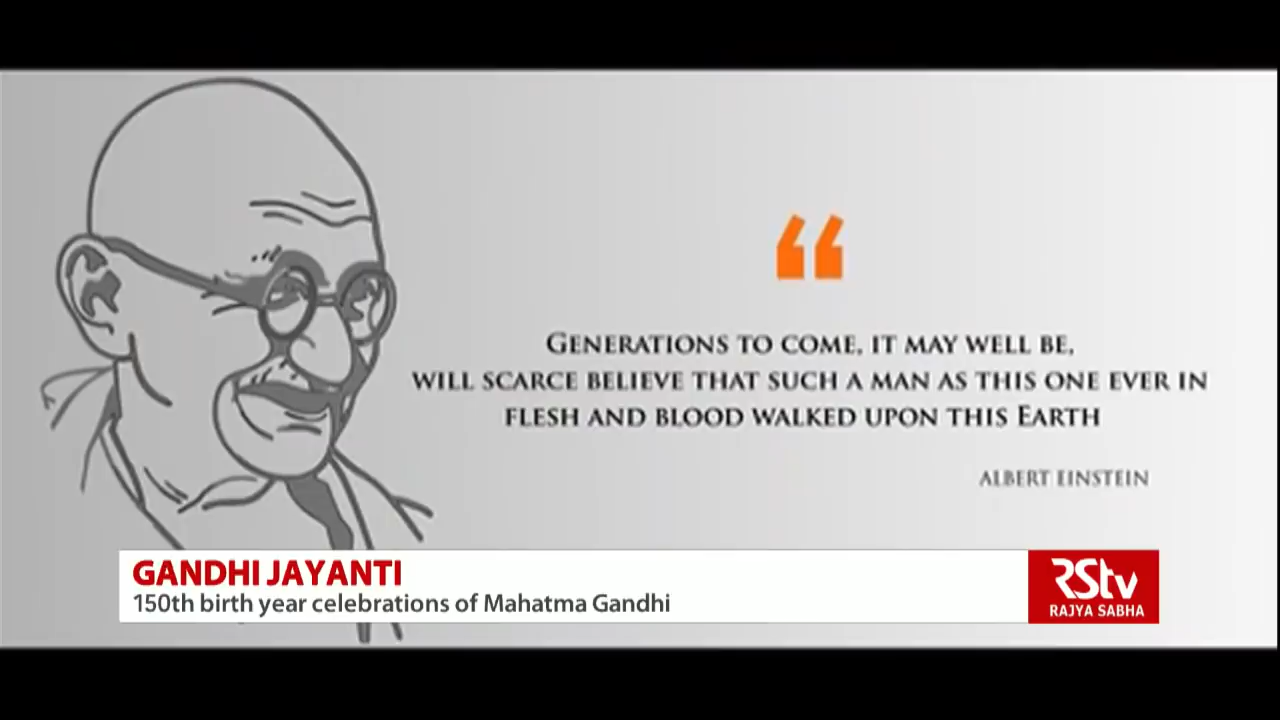 “
GENERATIONS TO COME, IT MAY WELL BE,
WILL SCARCE BELIEVE THAT SUCH A MAN AS THIS ONE EVER IN
FLESH AND BLOOD WALKED UPON THIS EARTH
ALBERT EINSTEIN
GANDHI JAYANTI
150th birth year celebrations of Mahatma Gandhi
RSTV
RAJYA SABHA